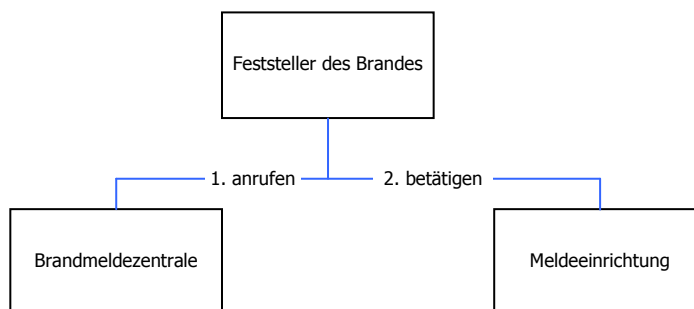 Feststeller des Brandes
1. anrufen
2. betätigen
Brandmeldezentrale
Meldeeinrichtung